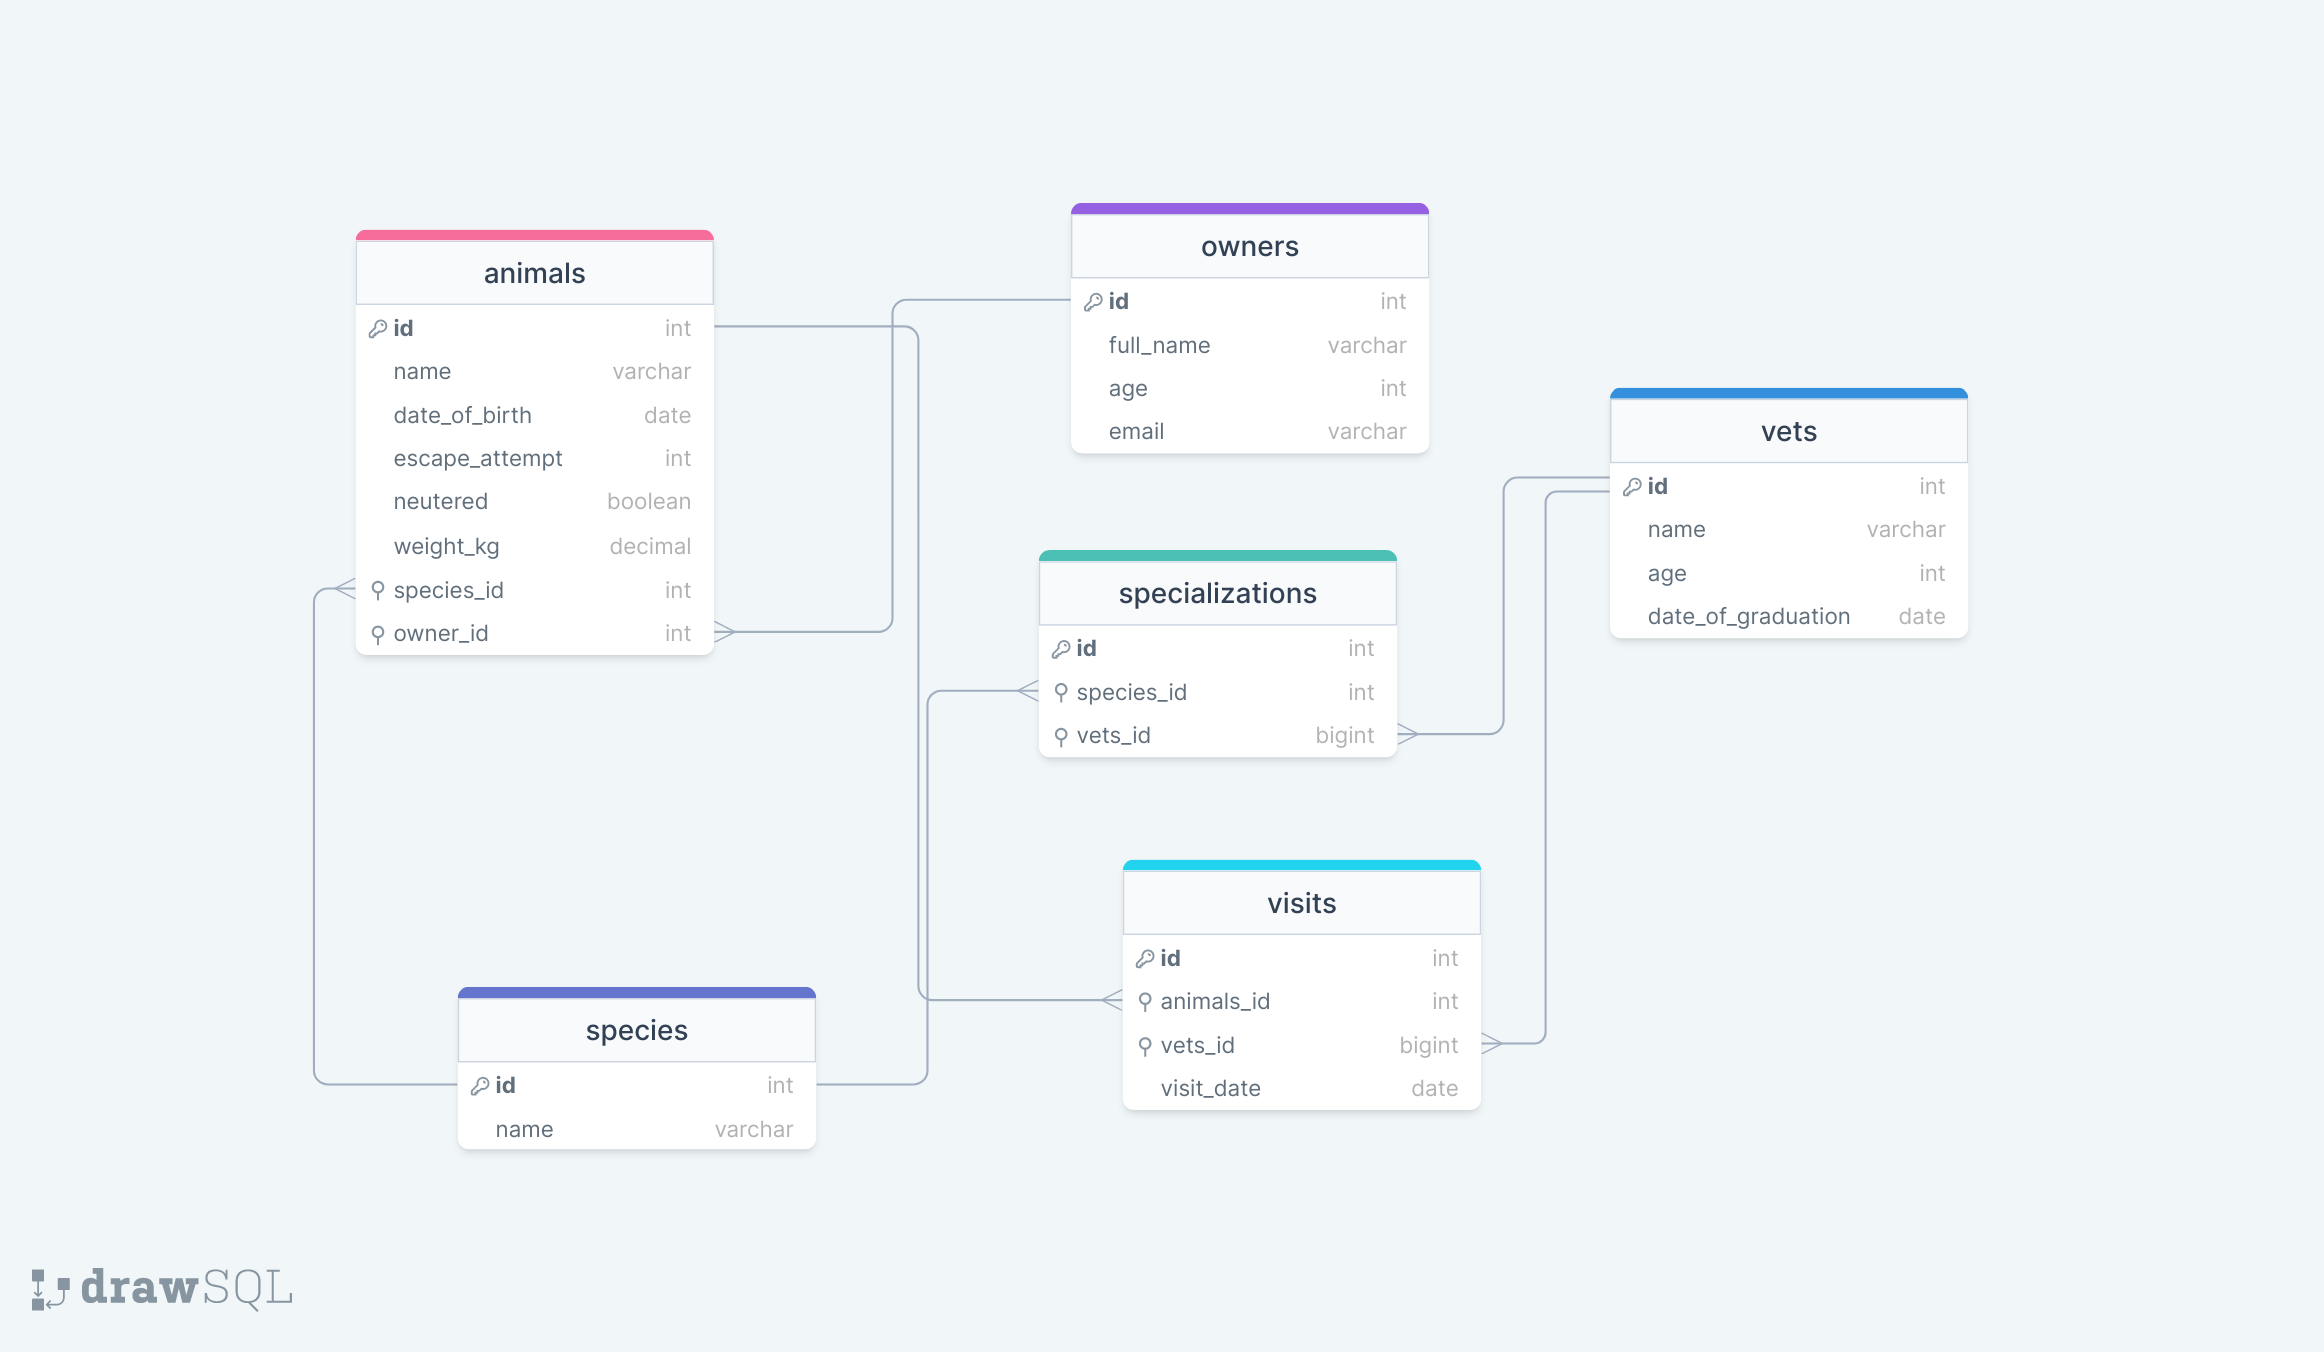 animals
id int
name varchar
date_of_birth date
escape_attempt int
neutered boolean
weight_kg decimal
species_id int
owner_id int
owners
id int
full_name varchar
age int
email varchar
vets
id int
name varchar
age int
date_of_graduation date
specializations
id int
species_id int
vets_id bigint
visits
id int
animals_id int
vets_id bigint
visit_date date
species
id int
name varchar
drawSQL